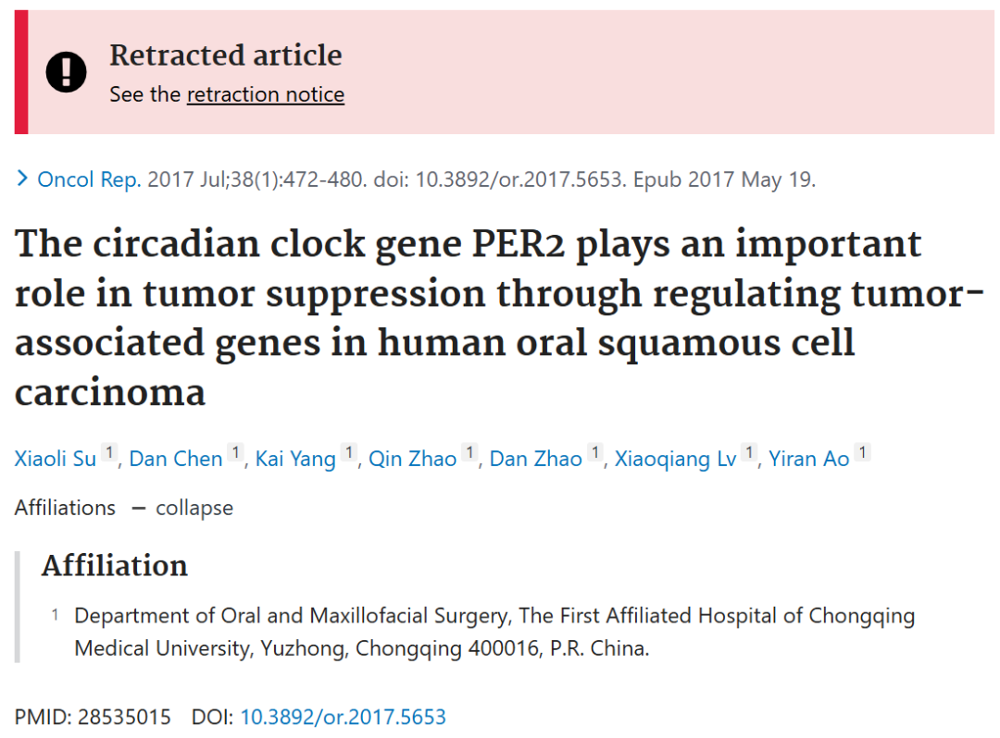 Retracted article
See the retraction notice
Oncol Rep. 2017 Jul;38(1):472-480. doi: 10.3892/or.2017.5653. Epub 2017 May 19.
The circadian clock gene PER2 plays an important
role in tumor suppression through regulating tumor-
associated genes in human oral squamous cell
carcinoma
Xiaoli Su 1, Dan Chen 1, Kai Yang 1, Qin Zhao 1, Dan Zhao 1, Xiaoqiang Lv 1, Yiran Ao 1
Affiliations — collapse
Affiliation
1 Department of Oral and Maxillofacial Surgery, The First Affiliated Hospital of Chongqing
Medical University, Yuzhong, Chongqing 400016, P.R. China.
PMID: 28535015 DOI: 10.3892/or.2017.5653